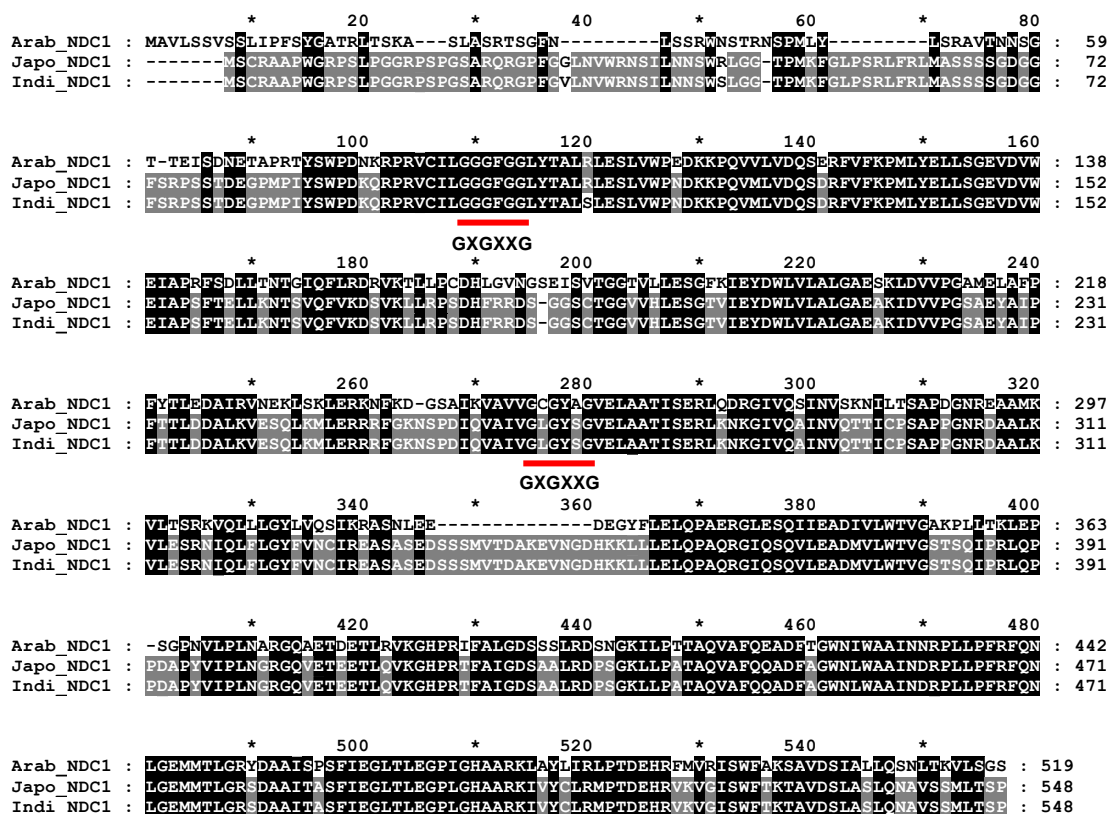 * 20 * 40 * 60 * 80
Arab_NDC1 : MAVLSSVSSLIPFSYGATRLTSKA---SLASRTSGFN---------LSSRWNSTRNSPMLY---------LSRAVTNNSG : 59
Japo_NDC1 : -------MSCRAAPWGRPSLPGGRPSPGSARQRGPFGGLNVWRNSILNNSWRLGG-TPMKFGLPSRLFRLMASSSSSGDGG : 72
Indi_NDC1 : -------MSCRAAPWGRPSLPGGRPSPGSARQRGPFGVLNVWRNSILNNSWSLGG-TPMKFGLPSRLFRLMASSSSSGDGG : 72
* 100 * 120 * 140 * 160
Arab_NDC1 : T-TEISDNETAPRTYSWPDNKRPRVCILGGGFGGLYTALRLESLVWPEDKKPQVVLVDQSERFVFKPMLYELLSGEVDVW : 138
Japo_NDC1 : FSRPSSTDEGPMPIYSWPDKQRPRVCILGGGFGGLYTALRLESLVWPNDKKPQVMLVDQSDRFVFKPMLYELLSGEVDVW : 152
Indi_NDC1 : FSRPSSTDEGPMPIYSWPDKQRPRVCILGGGFGGLYTALSLESLVWPNDKKPQVMLVDQSDRFVFKPMLYELLSGEVDVW : 152
GXGXXG
* 180 * 200 * 220 * 240
Arab_NDC1 : EIAPRFSDLLTNTGIQFLRDRVKTLLPCDHLGVNGSEISVTGGTVLLESGFKIEYDWLVLALGAESKLDVVPGAMELAFP : 218
Japo_NDC1 : EIAPSFTELLKNTSVQFVKDSVKLLRPSDHFRRDS-GGSCTGGVVHLESGTVIEYDWLVLALGAEAKIDVVPGSAEYAIP : 231
Indi_NDC1 : EIAPSFTELLKNTSVQFVKDSVKLLRPSDHFRRDS-GGSCTGGVVHLESGTVIEYDWLVLALGAEAKIDVVPGSAEYAIP : 231
* 260 * 280 * 300 * 320
Arab_NDC1 : FYTLEDAIRVNEKLSKLERKNFKD-GSAIKVAVVGCGYAGVELAATISERLQDRGIVQSINVSKNILTSAPDGNREAAMK : 297
Japo_NDC1 : FTTLDDALKVESQLKMLERRRFGKNSPDIQVAIVGLGYSGVELAATISERLKNKGIVQAINVQTTICPSAPPGNRDAALK : 311
Indi_NDC1 : FTTLDDALKVESQLKMLERRRFGKNSPDIQVAIVGLGYSGVELAATISERLKNKGIVQAINVQTTICPSAPPGNRDAALK : 311
GXGXXG
* 340 * 360 * 380 * 400
Arab_NDC1 : VLTSRKVQLLLGYLVQSIKRASNLEE--------------DEGYFLELQPAERGLESQIIEADIVLWTVGAKPLLTKLEP : 363
Japo_NDC1 : VLESRNIQLFLGYFVNCIREASASEDSSSMVTDAKEVNGDHKKLLLELQPAQRGIQSQVLEADMVLWTVGSTSQIPRLQP : 391
Indi_NDC1 : VLESRNIQLFLGYFVNCIREASASEDSSSMVTDAKEVNGDHKKLLLELQPAQRGIQSQVLEADMVLWTVGSTSQIPRLQP : 391
* 420 * 440 * 460 * 480
Arab_NDC1 : -SGPNVLPLNARGQAETDETLRVKGHPRIFALGDSSSLRDSNGKILPTTAQVAFQEADFTGWNIWAAINNRPLLPFRFQN : 442
Japo_NDC1 : PDAPYVIPLNGRGQVETEETLQVKGHPRTFAIGDSAALRDPSGKLLPATAQVAFQQADFAGWNLWAAINDRPLLPFRFQN : 471
Indi_NDC1 : PDAPYVIPLNGRGQVETEETLQVKGHPRTFAIGDSAALRDPSGKLLPATAQVAFQQADFAGWNLWAAINDRPLLPFRFQN : 471
* 500 * 520 * 540 *
Arab_NDC1 : LGEMMTLGRYDAAISPSFIEGLTLEGPIGHAARKLAYLIRLPTDEHRFMVRISWFAKSAVDSIALLQSNLTKVLSGS : 519
Japo_NDC1 : LGEMMTLGRSDAAITASFIEGLTLEGPLGHAARKIVYCLRMPTDEHRVKVGISWFTKTAVDSLASLQNAVSSMLTSP : 548
Indi_NDC1 : LGEMMTLGRSDAAITASFIEGLTLEGPLGHAARKIVYCLRMPTDEHRVKVGISWFTKTAVDSLASLQNAVSSMLTSP : 548